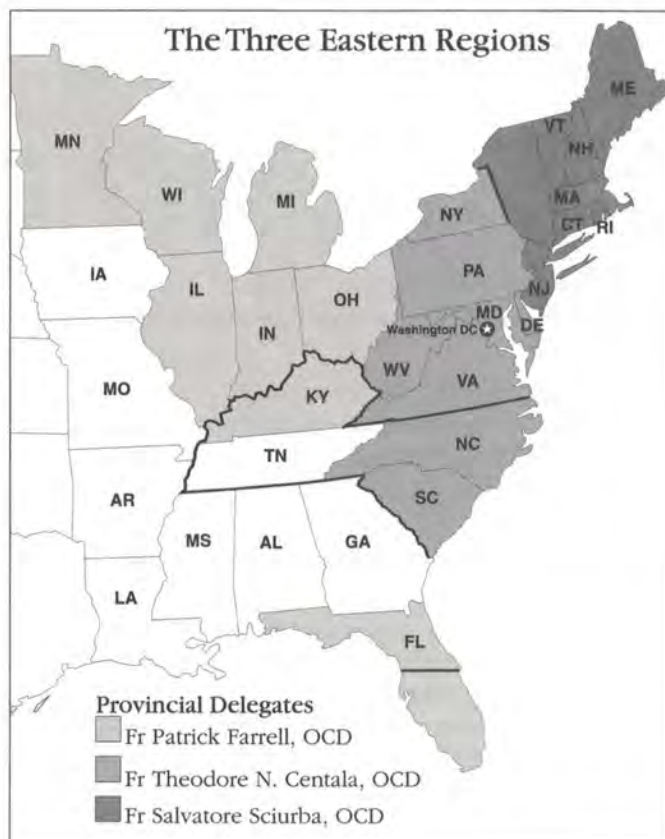 The Three Eastern Regions
ME
VT
NH
MN
WI
MI
NY
MA
CT
RI
IA
IL
IN
OH
PA
NJ
MD
DE
Washington DC
WV
VA
MO
KY
NC
TN
SC
AR
MS
AL
GA
LA
FL
Provincial Delegates
Fr Patrick Farrell, OCD
Fr Theodore N. Centala, OCD
Fr Salvatore Sciurba, OCD